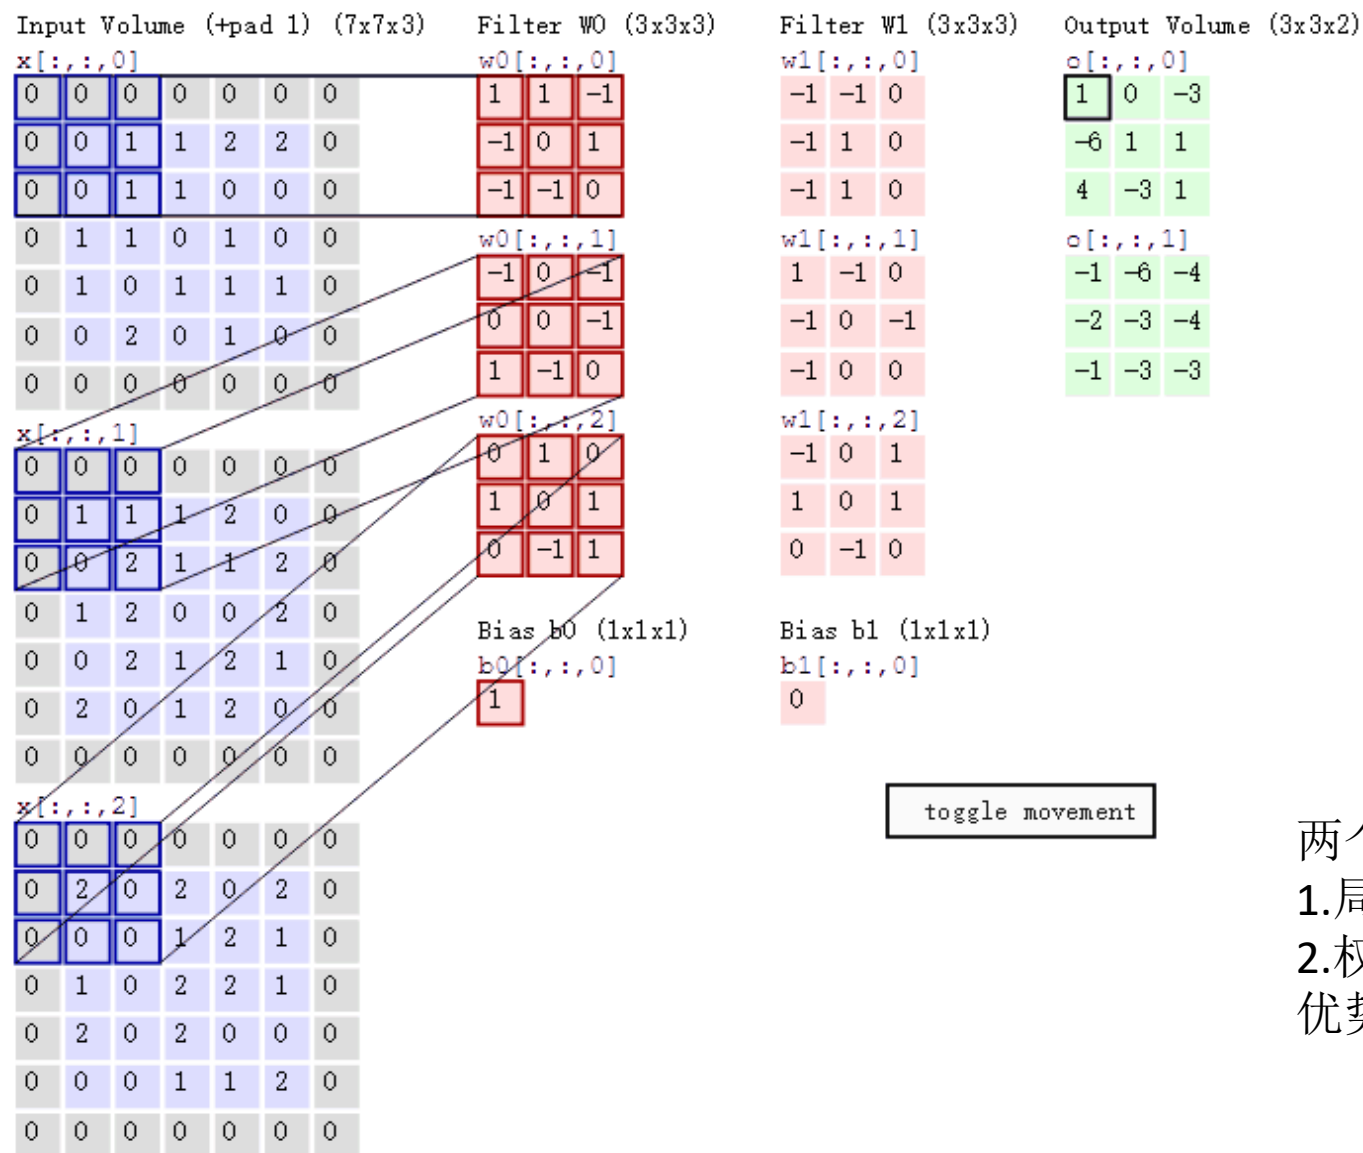 Input Volume (+pad 1) (7x7x3)
x[:,:,0]
0 0 0 0 0 0 0
0 0 1 1 2 2 0
0 0 1 1 0 0 0
0 1 1 0 1 0 0
0 1 0 1 1 1 0
0 0 2 0 1 0 0
0 0 0 0 0 0 0
x[:,:,1]
0 0 0 0 0 0 0
0 1 1 1 2 0 0
0 0 2 1 1 2 0
0 1 2 0 0 2 0
0 0 2 1 2 1 0
0 2 0 1 2 0 0
0 0 0 0 0 0 0
x[:,:,2]
0 0 0 0 0 0 0
0 2 0 2 0 2 0
0 0 0 1 2 1 0
0 1 0 2 2 1 0
0 2 0 2 0 0 0
0 0 0 1 1 2 0
0 0 0 0 0 0 0
Filter W0 (3x3x3)
w0[:,:,0]
1 1 -1
-1 0 1
-1 -1 0
w0[:,:,1]
-1 0 -1
0 0 -1
1 -1 0
w0[:,:,2]
0 1 0
1 0 1
0 -1 1
Bias b0 (1x1x1)
b0[:,:,0]
1
Filter W1 (3x3x3)
w1[:,:,0]
-1 -1 0
-1 1 0
-1 1 0
w1[:,:,1]
1 -1 0
-1 0 -1
-1 0 0
w1[:,:,2]
-1 0 1
1 0 1
0 -1 0
Bias b1 (1x1x1)
b1[:,:,0]
0
Output Volume (3x3x2)
o[:,:,0]
1 0 -3
-6 1 1
4 -3 1
o[:,:,1]
-1 -6 -4
-2 -3 -4
-1 -3 -3
toggle movement
两
1.局
2.权
优